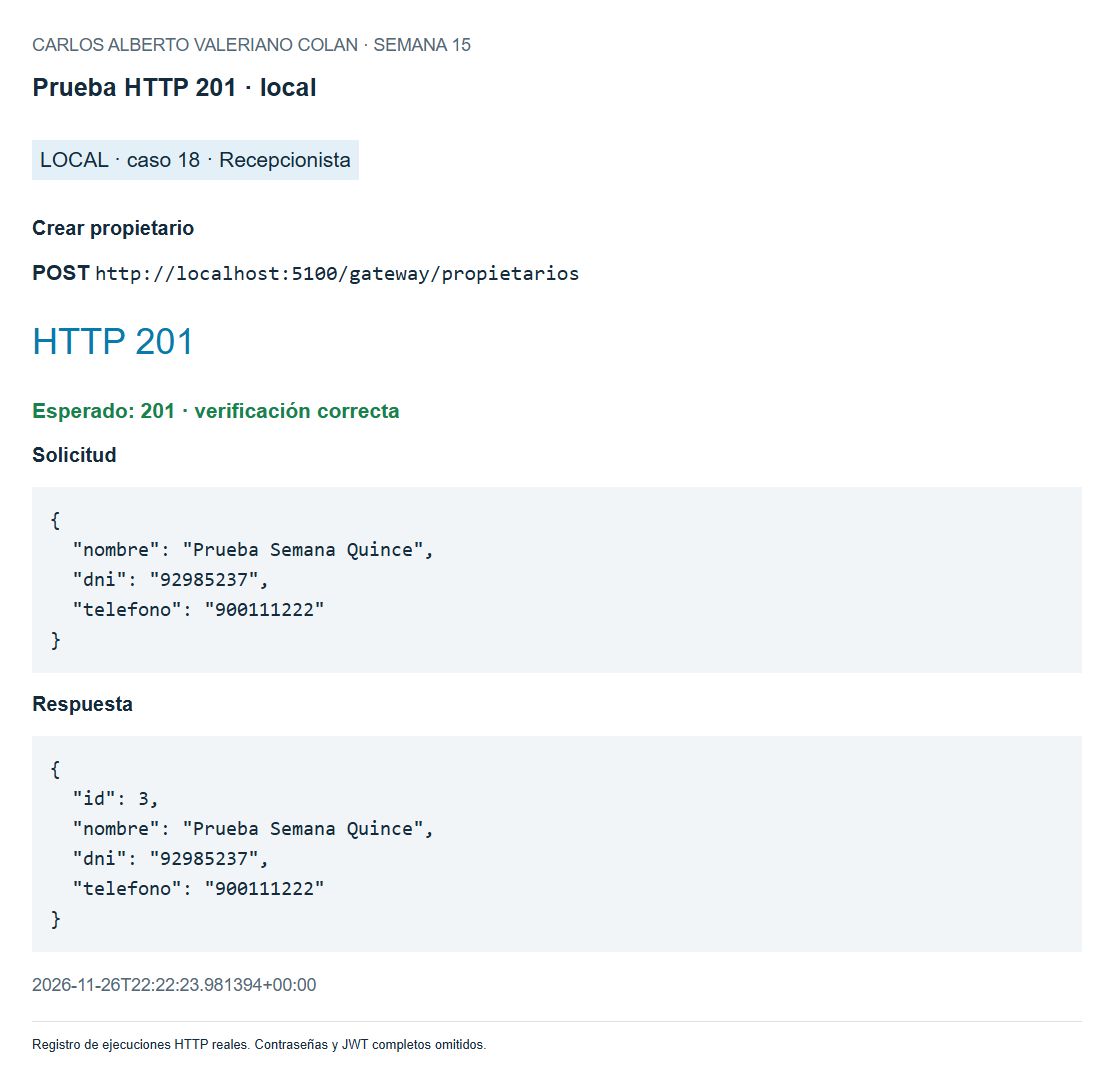 CARLOS ALBERTO VALERIANO COLAN · SEMANA 15
Prueba HTTP 201 · local
LOCAL · caso 18 · Recepcionista
Crear propietario
POST http://localhost:5100/gateway/propietarios
HTTP 201
Esperado: 201 · verificación correcta
Solicitud
{
  "nombre": "Prueba Semana Quince",
  "dni": "92985237",
  "telefono": "900111222"
}
Respuesta
{
  "id": 3,
  "nombre": "Prueba Semana Quince",
  "dni": "92985237",
  "telefono": "900111222"
}
2026-11-26T22:22:23.981394+00:00
Registro de ejecuciones HTTP reales. Contraseñas y JWT completos omitidos.